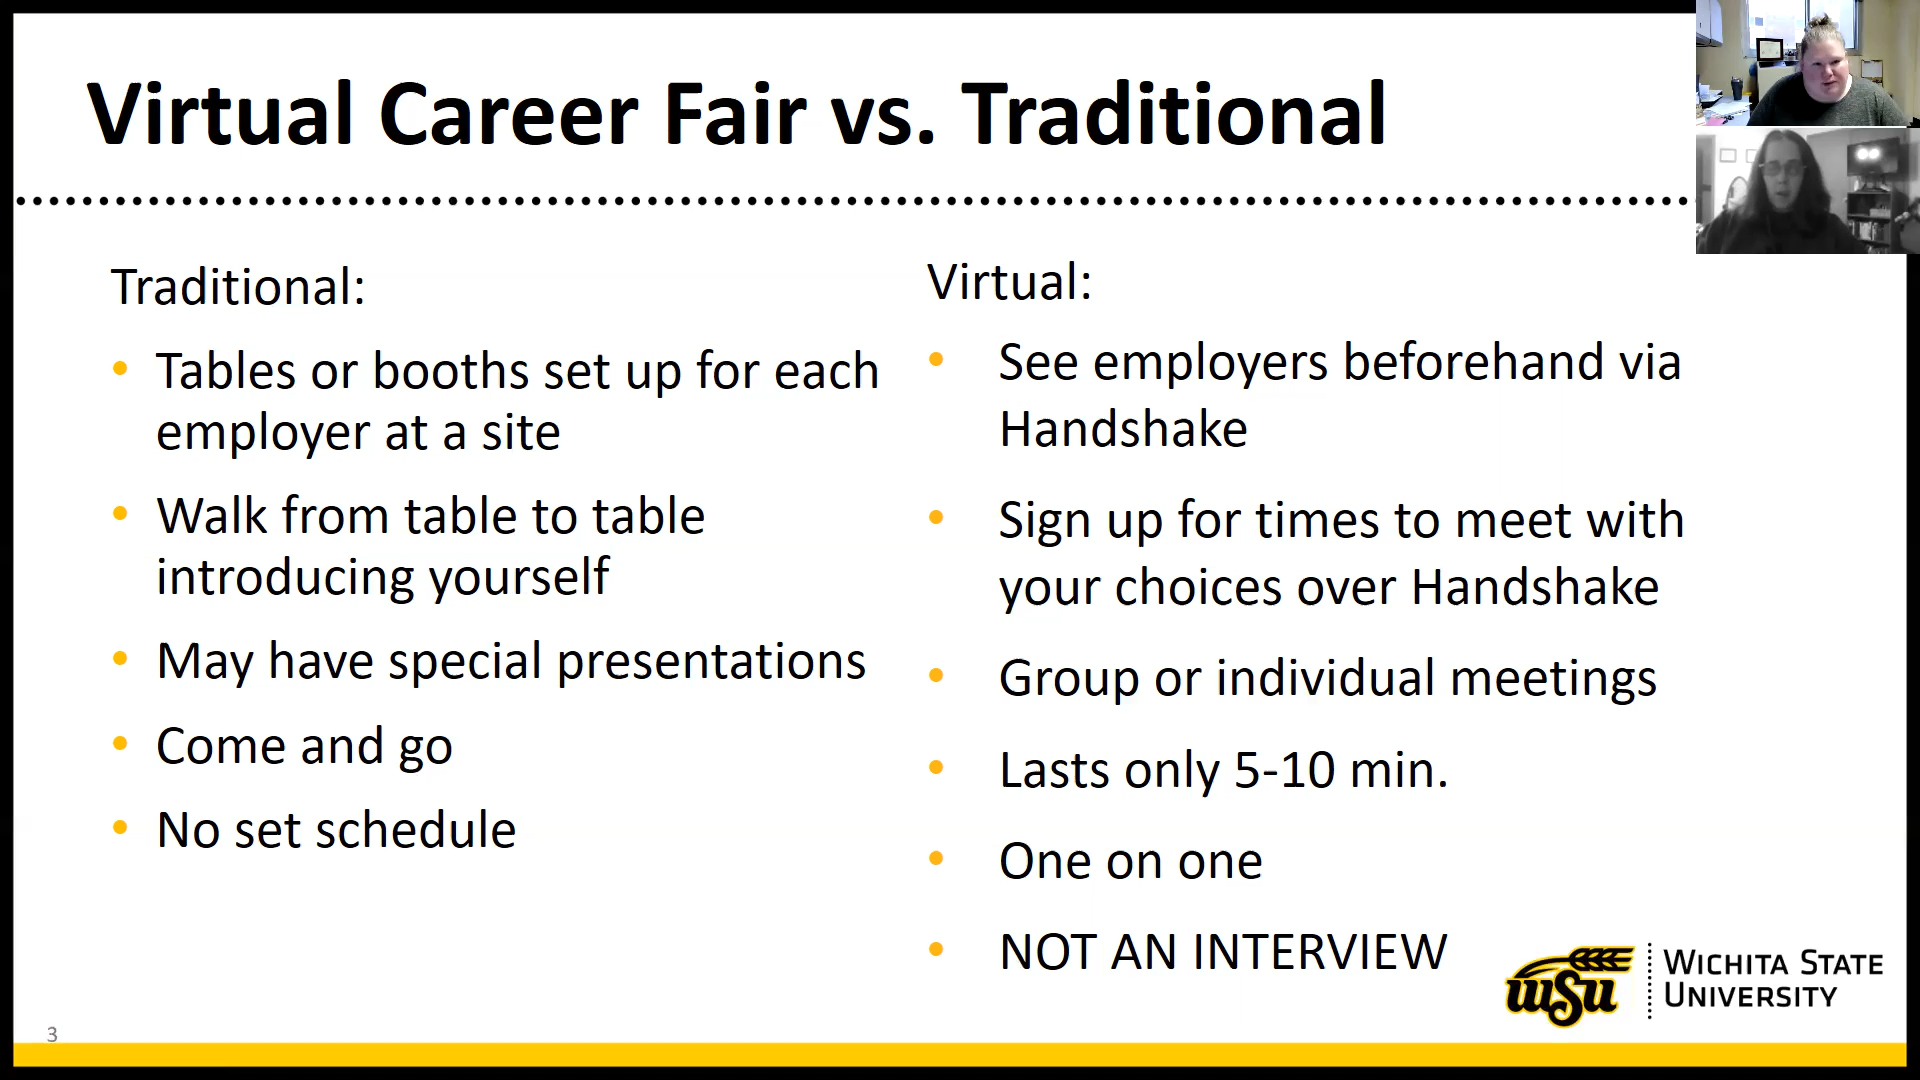 Virtual Career Fair vs. Traditional
Traditional:
• Tables or booths set up for each
employer at a site
• Walk from table to table
introducing yourself
• May have special presentations
• Come and go
• No set schedule
Virtual:
• See employers beforehand via
Handshake
• Sign up for times to meet with
your choices over Handshake
• Group or individual meetings
• Lasts only 5-10 min.
• One on one
• NOT AN INTERVIEW
WSU
WICHITA STATE
UNIVERSITY
3